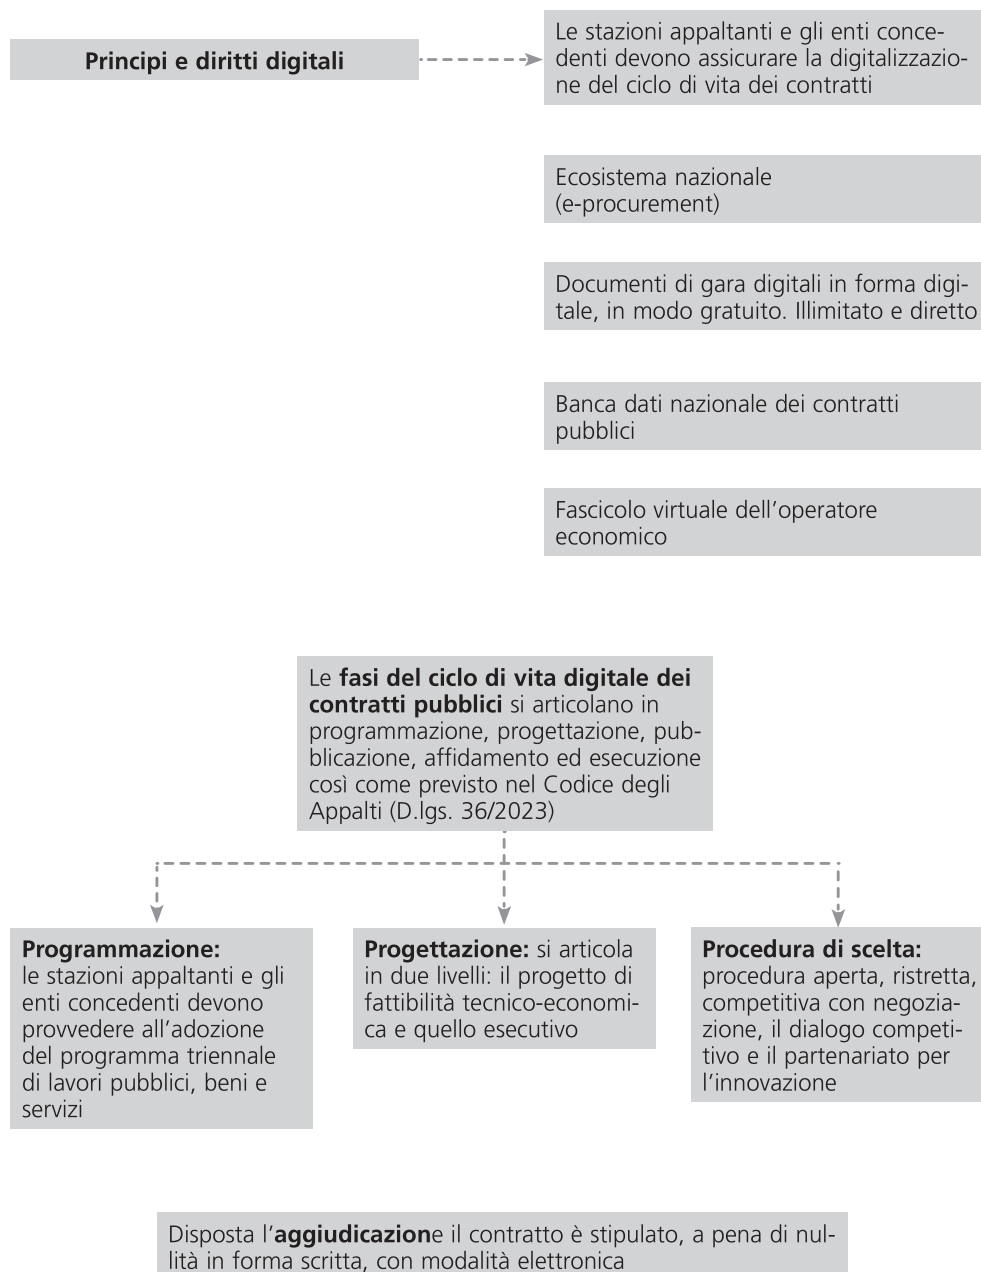 Principi e diritti digitali
Le stazioni appaltanti e gli enti conce-
denti devono assicurare la digitalizzazio-
ne del ciclo di vita dei contratti
Ecosistema nazionale
(e-procurement)
Documenti di gara digitali in forma digi-
tale, in modo gratuito. Illimitato e diretto
Banca dati nazionale dei contratti
pubblici
Fascicolo virtuale dell’operatore
economico
Le fasi del ciclo di vita digitale dei
contratti pubblici si articolano in
programmazione, progettazione, pub-
blicazione, affidamento ed esecuzione
così come previsto nel Codice degli
Appalti (D.lgs. 36/2023)
Programmazione:
le stazioni appaltanti e gli
enti concedenti devono
provvedere all’adozione
del programma triennale
di lavori pubblici, beni e
servizi
Progettazione: si articola
in due livelli: il progetto di
fattibilità tecnico-economi-
ca e quello esecutivo
Procedura di scelta:
procedura aperta, ristretta,
competitiva con negozia-
zione, il dialogo competi-
tivo e il partenariato per
l’innovazione
Disposta l’aggiudicazione il contratto è stipulato, a pena di nul-
lità in forma scritta, con modalità elettronica